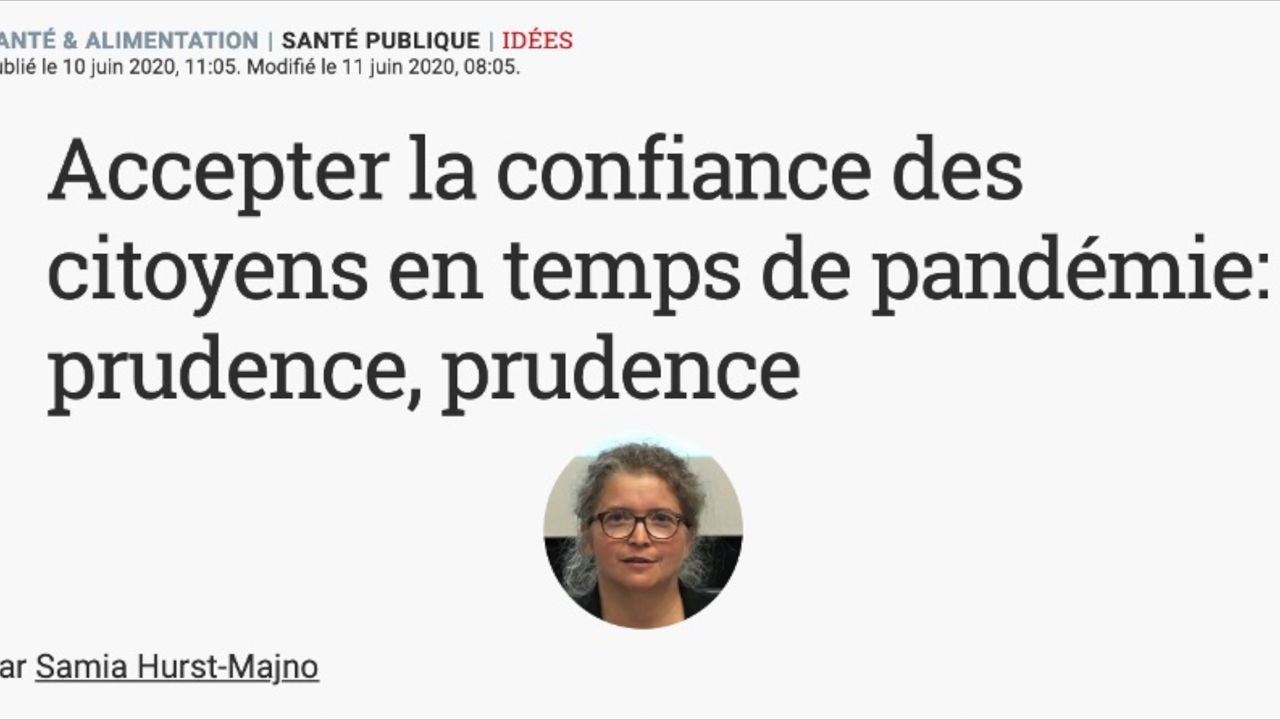 ANTÉ & ALIMENTATION | SANTÉ PUBLIQUE | IDÉES
ublié le 10 juin 2020, 11:05. Modifié le 11 juin 2020, 08:05.
Accepter la confiance des
citoyens en temps de pandémie:
prudence, prudence
ar Samia Hurst-Majno